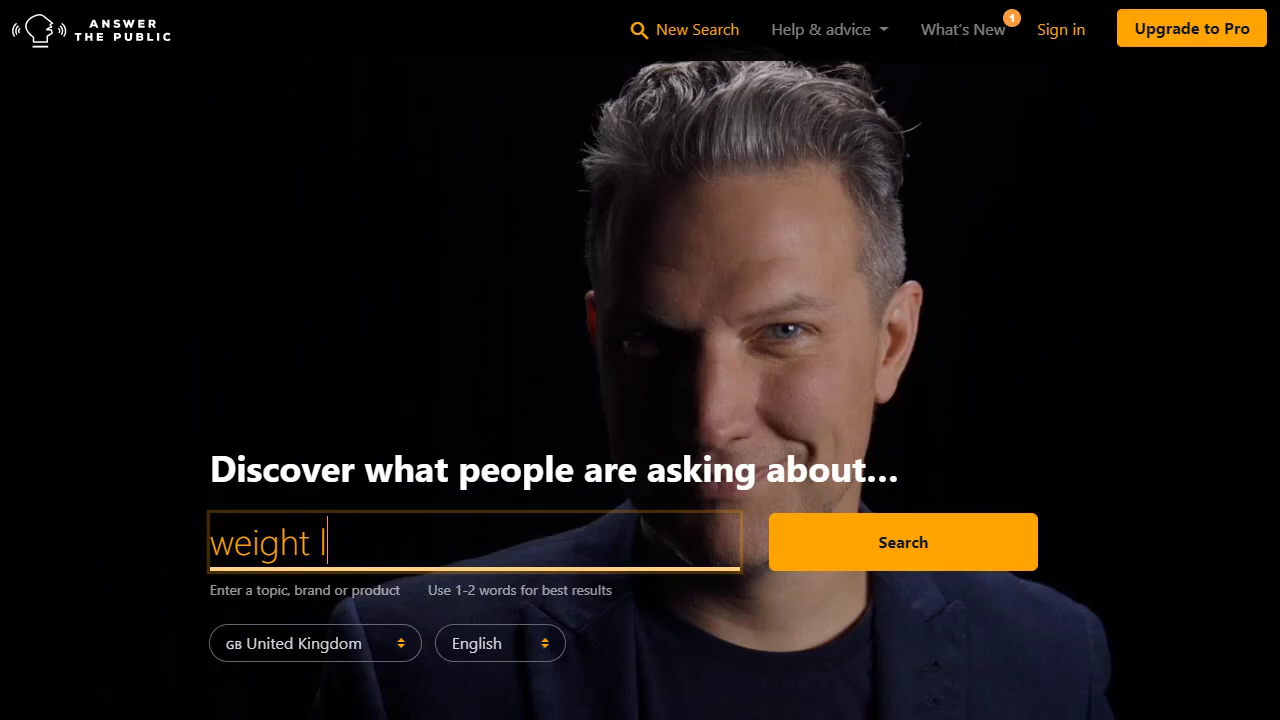 ANSWER
THE PUBLIC
New Search
Help & advice
What's New
1
Sign in
Upgrade to Pro
Discover what people are asking about...
weight l
Search
Enter a topic, brand or product
Use 1-2 words for best results
GB United Kingdom
English